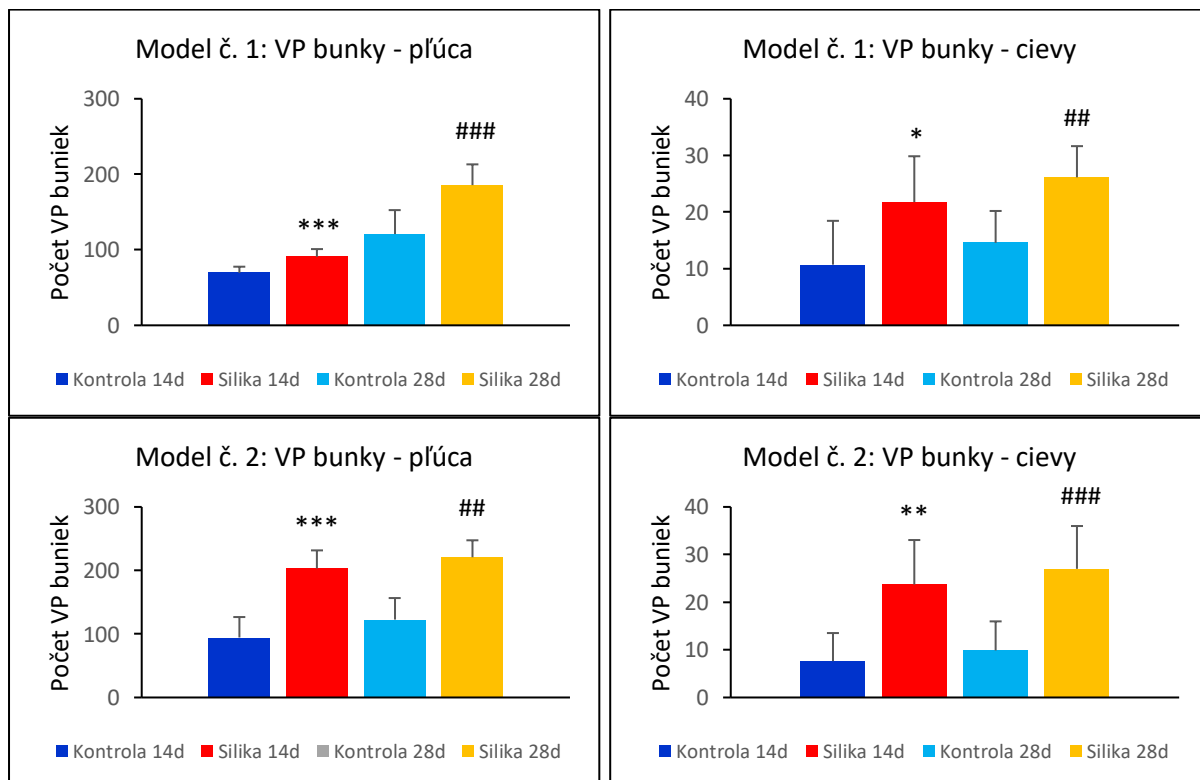 Model č. 1: VP bunky - pľúca
Počet VP buniek
300
200
100
0
***
###
Kontrola 14d Silika 14d Kontrola 28d Silika 28d
Model č. 1: VP bunky - cievy
Počet VP buniek
40
30
20
10
0
*
##
Kontrola 14d Silika 14d Kontrola 28d Silika 28d
Model č. 2: VP bunky - pľúca
Počet VP buniek
300
200
100
0
***
##
Kontrola 14d Silika 14d Kontrola 28d Silika 28d
Model č. 2: VP bunky - cievy
Počet VP buniek
40
30
20
10
0
**
###
Kontrola 14d Silika 14d Kontrola 28d Silika 28d